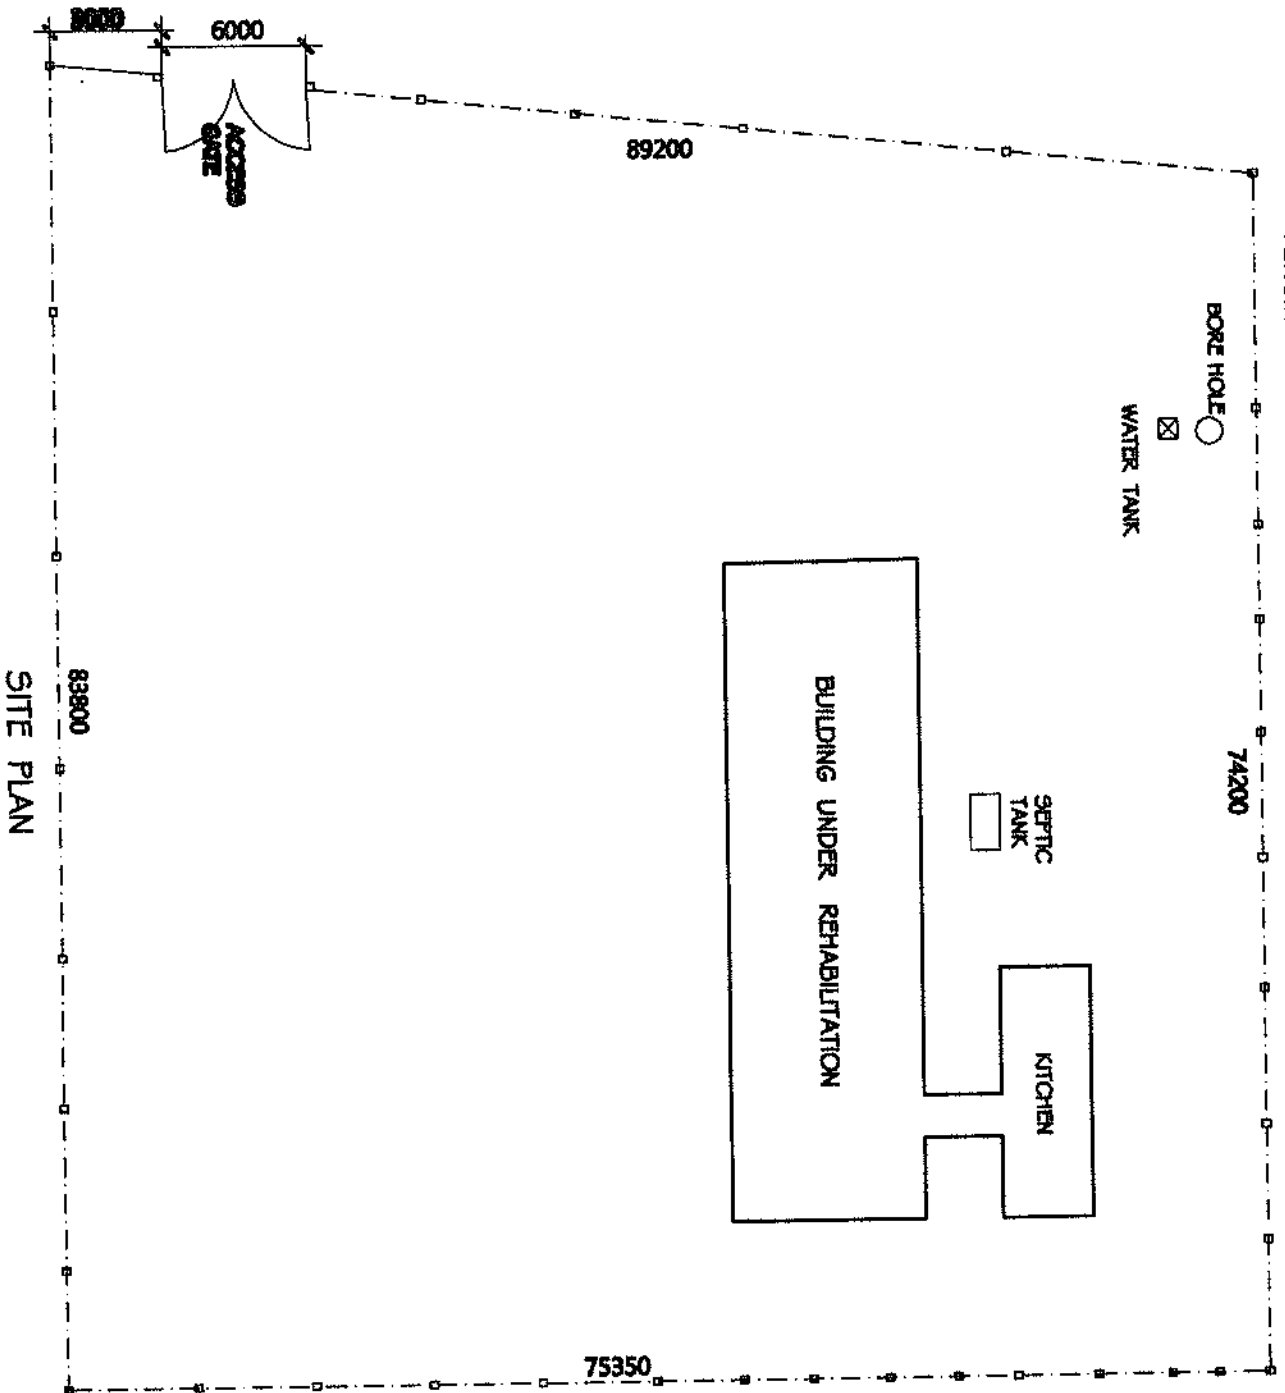 6000
ACCESS
GATE
89200
BORE HOLE
WATER TANK
83800
SITE PLAN
BUILDING UNDER REHABILITATION
SEPTIC
TANK
74200
KITCHEN
75350